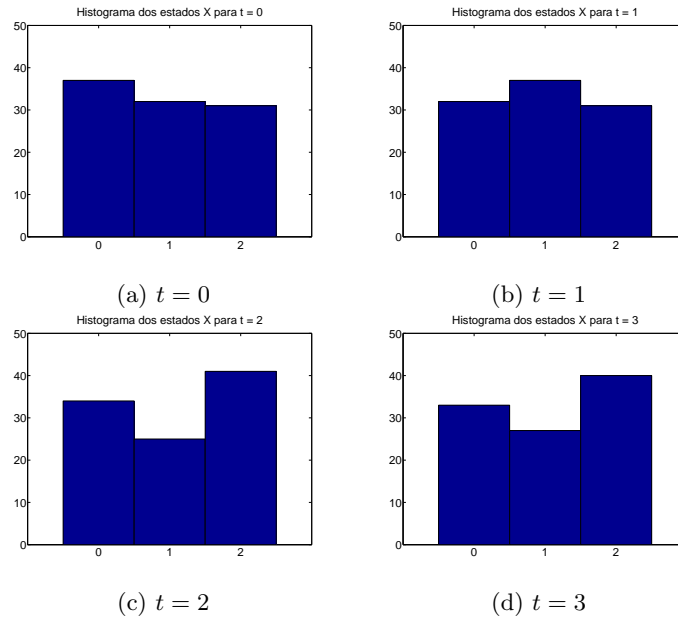 Histograma dos estados X para t = 0
50
40
30
20
10
0
0 1 2
(a) t = 0
Histograma dos estados X para t = 1
50
40
30
20
10
0
0 1 2
(b) t = 1
Histograma dos estados X para t = 2
50
40
30
20
10
0
0 1 2
(c) t = 2
Histograma dos estados X para t = 3
50
40
30
20
10
0
0 1 2
(d) t = 3